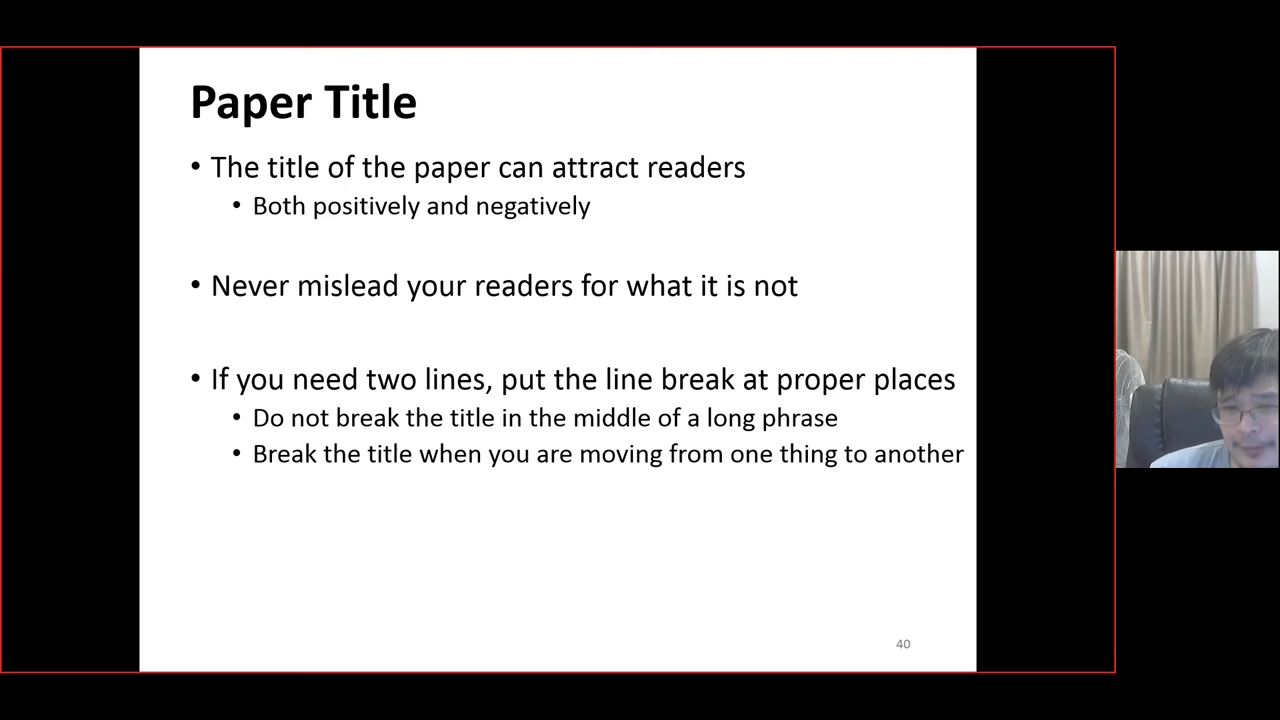 Paper Title
• The title of the paper can attract readers
• Both positively and negatively
• Never mislead your readers for what it is not
• If you need two lines, put the line break at proper places
• Do not break the title in the middle of a long phrase
• Break the title when you are moving from one thing to another
40